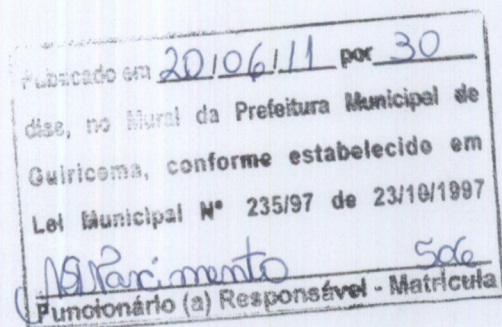 Publicado em 20/06/11 por 30
dias, no Mural da Prefeitura Municipal de
Guiricema, conforme estabelecido em
Lei Municipal Nº 235/97 de 23/10/1997
Nascimento 506
Funcionário (a) Responsável - Matrícula